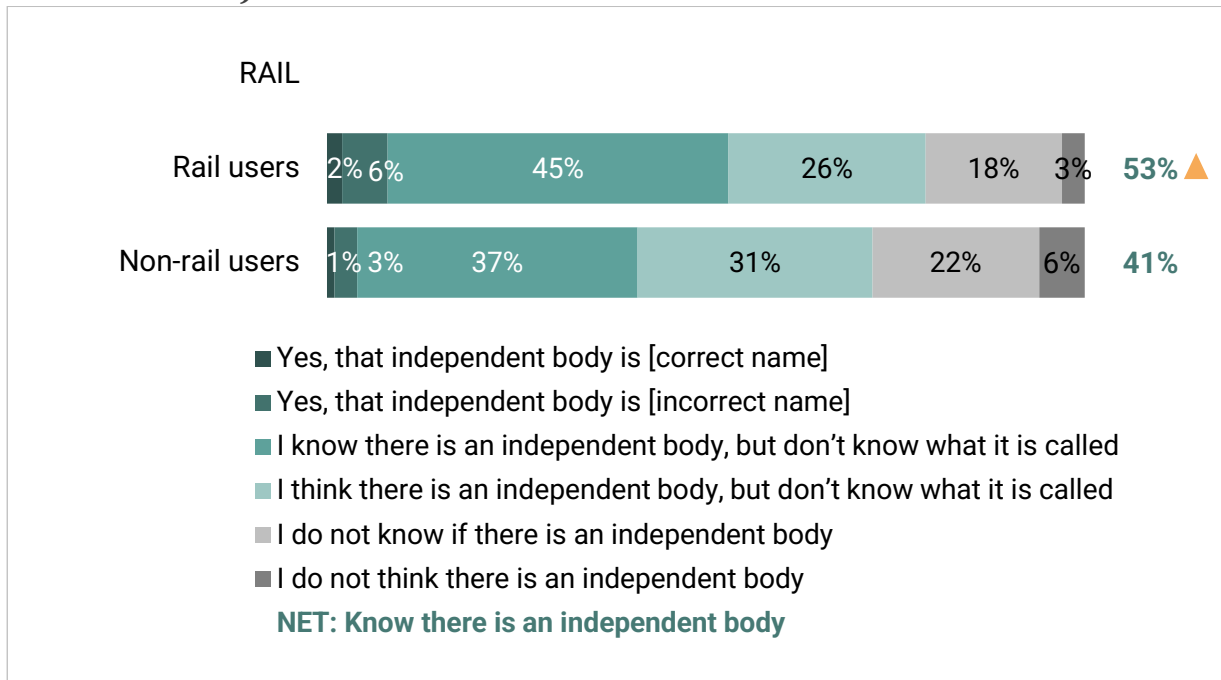 RAIL
Rail users 2% 6% 45% 26% 18% 3% 53%
Non-rail users 1% 3% 37% 31% 22% 6% 41%
Yes, that independent body is [correct name]
Yes, that independent body is [incorrect name]
I know there is an independent body, but don’t know what it is called
I think there is an independent body, but don’t know what it is called
I do not know if there is an independent body
I do not think there is an independent body
NET: Know there is an independent body